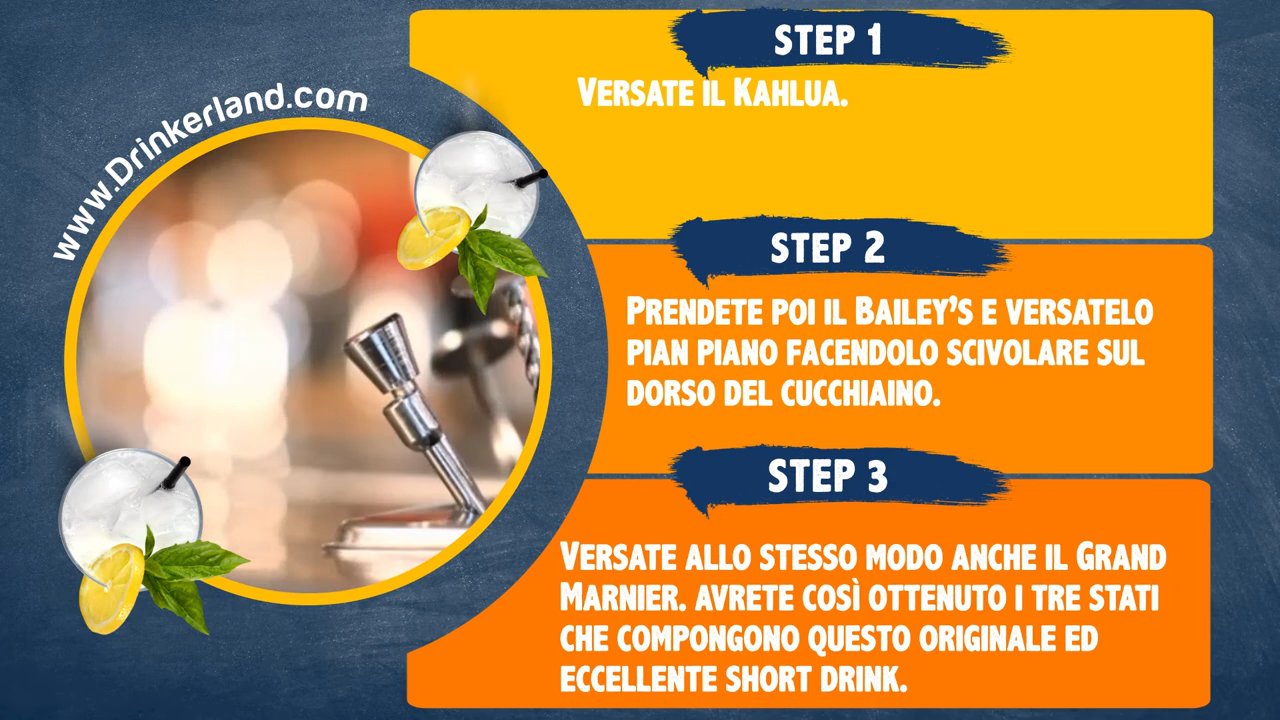 www.Drinkerland.com
STEP 1
VERSATE IL KAHLUA.
STEP 2
PRENDETE POI IL BAILEY'S E VERSATELO
PIAN PIANO FACENDOLO SCIVOLARE SUL
DORSO DEL CUCCHIAINO.
STEP 3
VERSATE ALLO STESSO MODO ANCHE IL GRAND
MARNIER. AVRETE COSÌ OTTENUTO I TRE STATI
CHE COMPONGONO QUESTO ORIGINALE ED
ECCELLENTE SHORT DRINK.